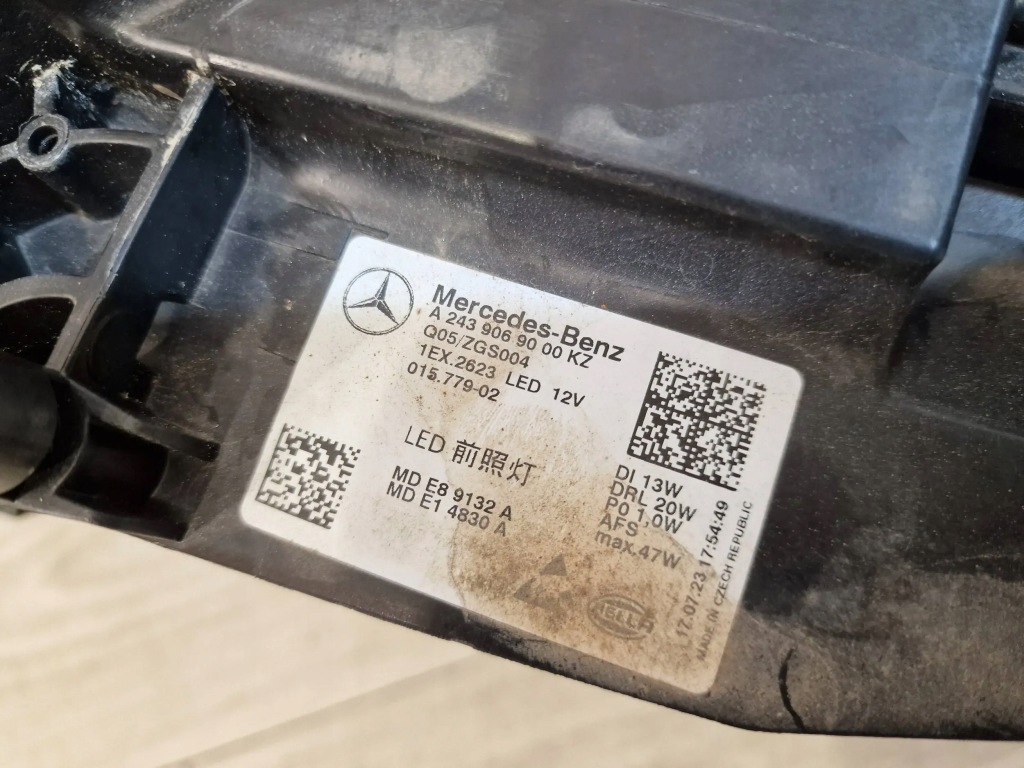 Mercedes-Benz
A 243 906 90 00 KZ
Q05/ZGS004
1EX.2623 LED 12V
015.779-02
LED 前照灯
MD E8 9132 A
MD E1 4830 A
DI 13W
DRL 20W
PO 1,0W
AFS
max.47W
HELLA
17.07.23 17:54:49
MADE IN CZECH REPUBLIC